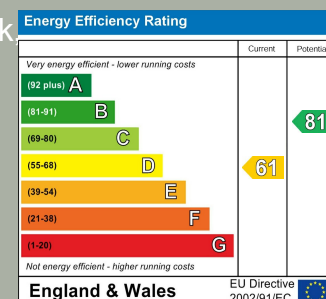 k,
Energy Efficiency Rating
Current Potential
Very energy efficient - lower running costs
(92 plus) A
(81-91) B
81
(69-80) C
(55-68) D
61
(39-54) E
(21-38) F
(1-20) G
Not energy efficient - higher running costs
England & Wales
EU Directive
2002/91/EC